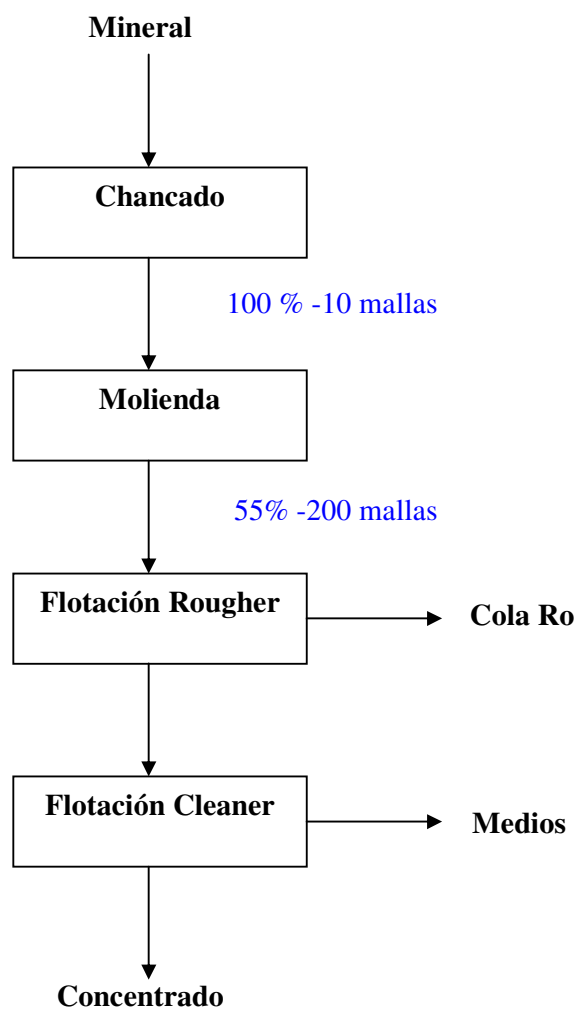 Mineral
Chancado
100 % -10 mallas
Molienda
55% -200 mallas
Flotación Rougher
Cola Ro
Flotación Cleaner
Medios
Concentrado